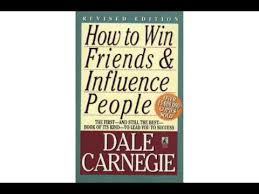 REVISED EDITION
How to Win
Friends &
Influence
People
THE FIRST—AND STILL THE BEST—
BOOK OF ITS KIND—TO LEAD YOU TO SUCCESS
DALE
CARNEGIE